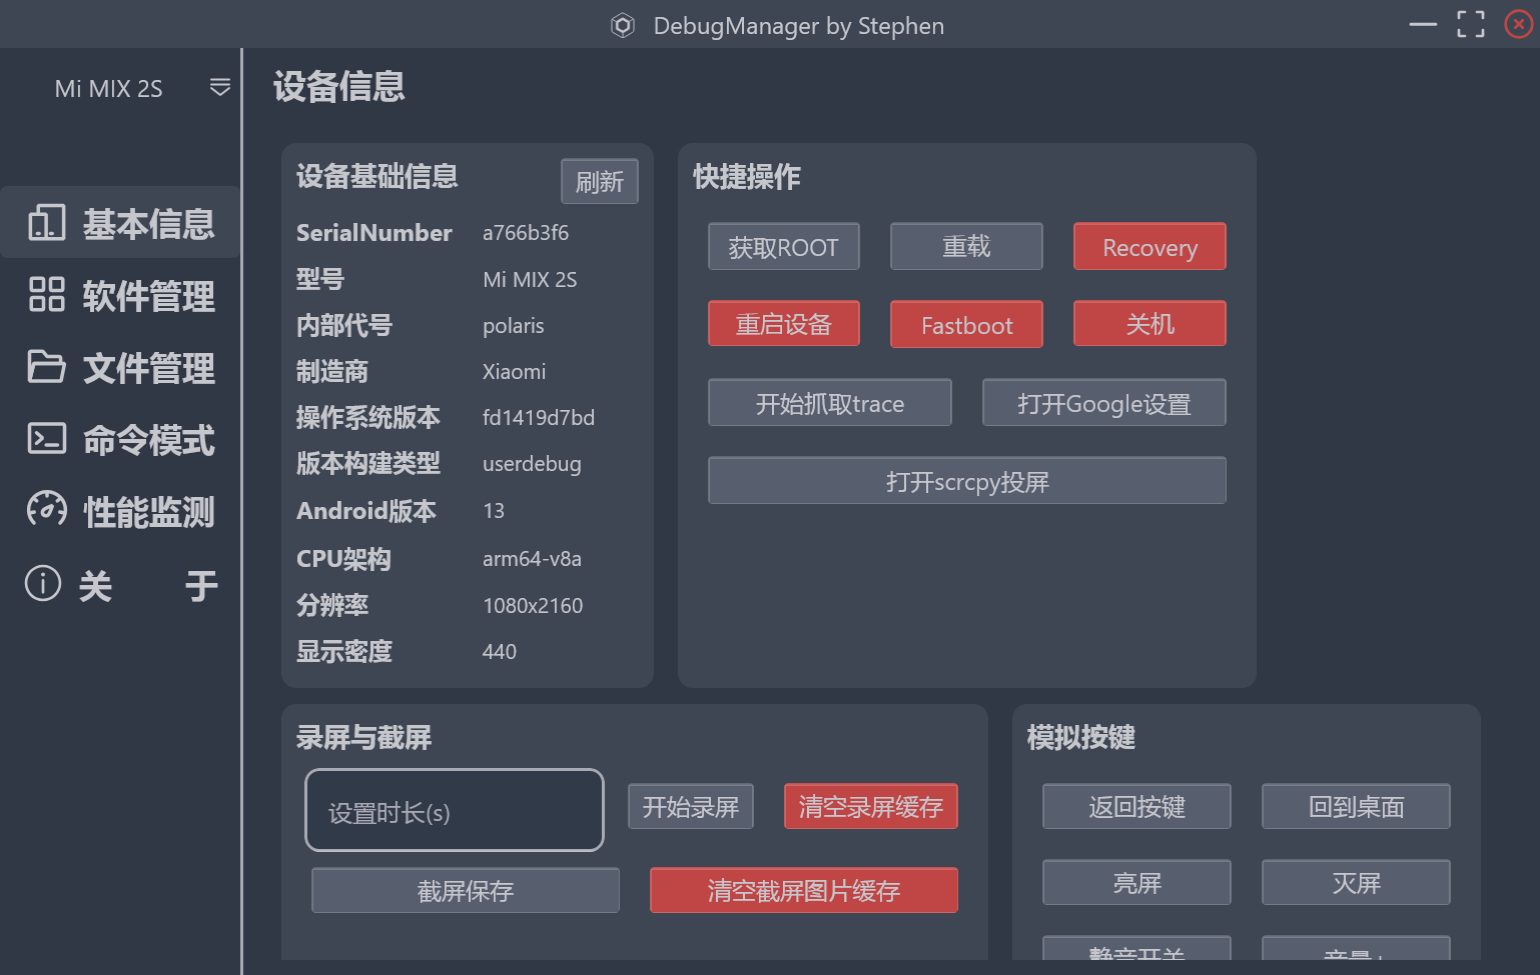 DebugManager by Stephen
Mi MIX 2S
基本信息
软件管理
文件管理
命令模式
性能监测
关 于
设备信息
设备基础信息
刷新
SerialNumber a766b3f6
型号 Mi MIX 2S
内部代号 polaris
制造商 Xiaomi
操作系统版本 fd1419d7bd
版本构建类型 userdebug
Android版本 13
CPU架构 arm64-v8a
分辨率 1080x2160
显示密度 440
快捷操作
获取ROOT 重载 Recovery
重启设备 Fastboot 关机
开始抓取trace 打开Google设置
打开scrcpy投屏
录屏与截屏
设置时长(s) 开始录屏 清空录屏缓存
截屏保存 清空截屏图片缓存
模拟按键
返回按键 回到桌面
亮屏 灭屏
静音开关 音量+